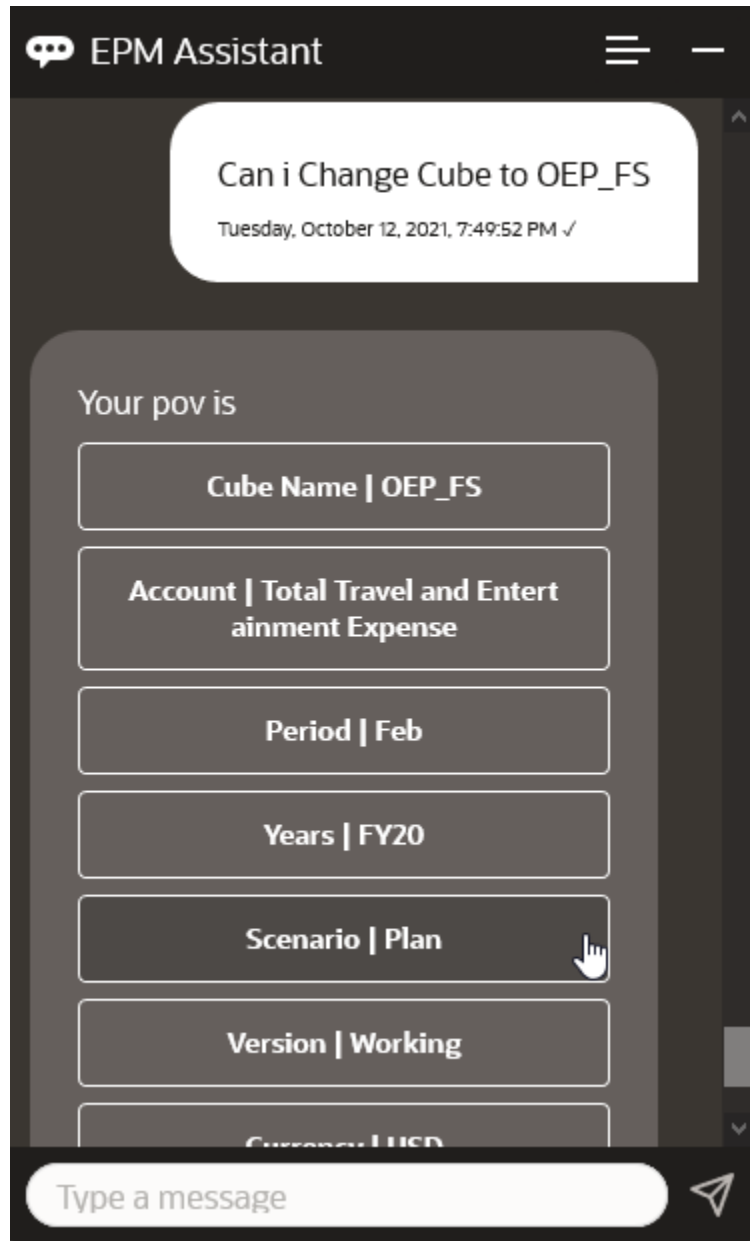 EPM Assistant
Can i Change Cube to OEP_FS
Tuesday, October 12, 2021, 7:49:52 PM ✓
Your pov is
Cube Name | OEP_FS
Account | Total Travel and Entert
ainment Expense
Period | Feb
Years | FY20
Scenario | Plan
Version | Working
Currency | USD
Type a message